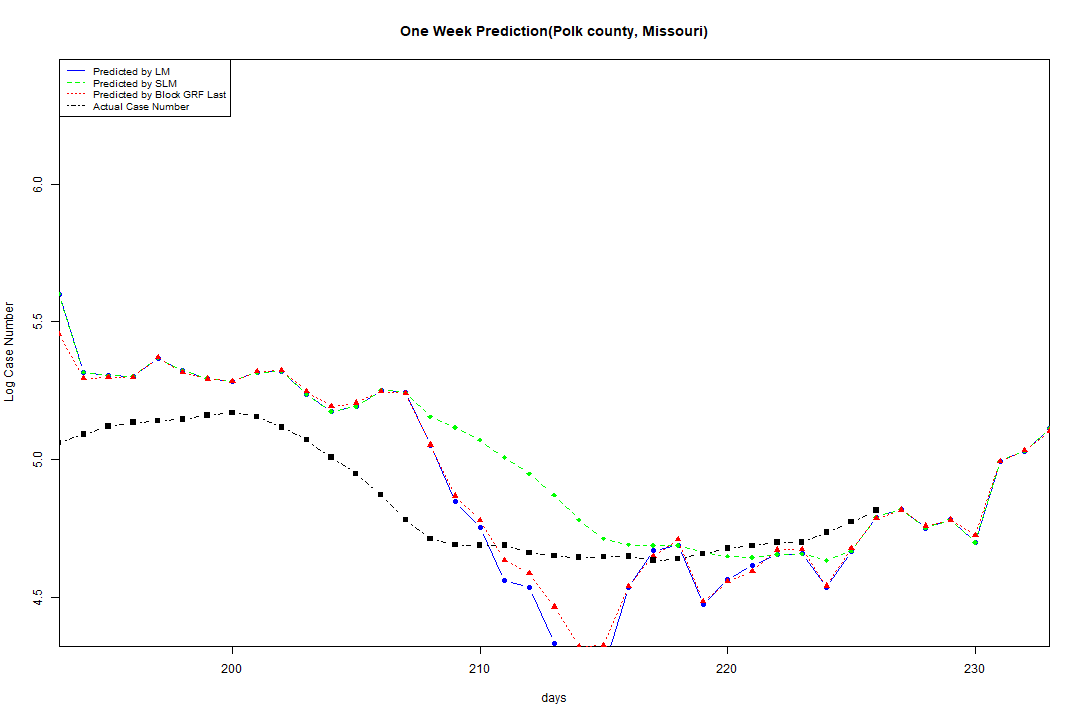 One Week Prediction(Polk county, Missouri)
Predicted by LM
Predicted by SLM
Predicted by Block GRF Last
Actual Case Number
Log Case Number
6.0
5.5
5.0
4.5
200 210 220 230
days